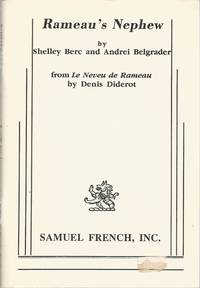 Rameau's Nephew
by
Shelley Berc and Andrei Belgrader
from Le Neveu de Rameau
by Denis Diderot
SAMUEL FRENCH, INC.